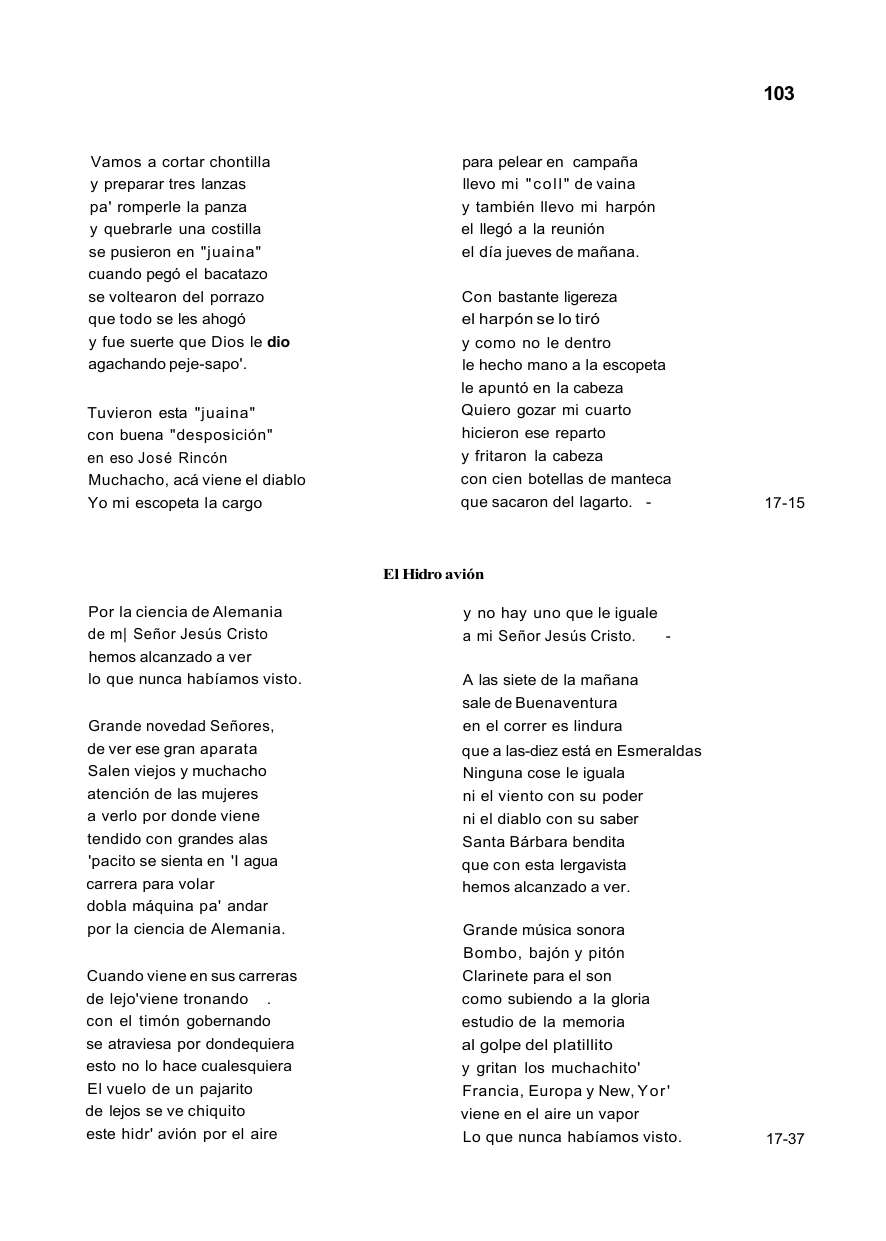 103
Vamos a cortar chontilla
y preparar tres lanzas
pa' romperle la panza
y quebrarle una costilla
se pusieron en "juaina"
cuando pegó el bacatazo
se voltearon del porrazo
que todo se les ahogó
y fue suerte que Dios le dio
agachando peje-sapo'.
Tuvieron esta "juaina"
con buena "desposición"
en eso José Rincón
Muchacho, acá viene el diablo
Yo mi escopeta la cargo
para pelear en campaña
llevo mi "coll" de vaina
y también llevo mi harpón
el llegó a la reunión
el día jueves de mañana.
Con bastante ligereza
el harpón se lo tiró
y como no le dentro
le hecho mano a la escopeta
le apuntó en la cabeza
Quiero gozar mi cuarto
hicieron ese reparto
y fritaron la cabeza
con cien botellas de manteca
que sacaron del lagarto. -
17-15
El Hidro avión
Por la ciencia de Alemania
de m| Señor Jesús Cristo
hemos alcanzado a ver
lo que nunca habíamos visto.
Grande novedad Señores,
de ver ese gran aparata
Salen viejos y muchacho
atención de las mujeres
a verlo por donde viene
tendido con grandes alas
'pacito se sienta en 'l agua
carrera para volar
dobla máquina pa' andar
por la ciencia de Alemania.
Cuando viene en sus carreras
de lejo'viene tronando .
con el timón gobernando
se atraviesa por dondequiera
esto no lo hace cualesquiera
El vuelo de un pajarito
de lejos se ve chiquito
este hidr' avión por el aire
y no hay uno que le iguale
a mi Señor Jesús Cristo. -
A las siete de la mañana
sale de Buenaventura
en el correr es lindura
que a las-diez está en Esmeraldas
Ninguna cose le iguala
ni el viento con su poder
ni el diablo con su saber
Santa Bárbara bendita
que con esta lergavista
hemos alcanzado a ver.
Grande música sonora
Bombo, bajón y pitón
Clarinete para el son
como subiendo a la gloria
estudio de la memoria
al golpe del platillito
y gritan los muchachito'
Francia, Europa y New, Yor'
viene en el aire un vapor
Lo que nunca habíamos visto.
17-37